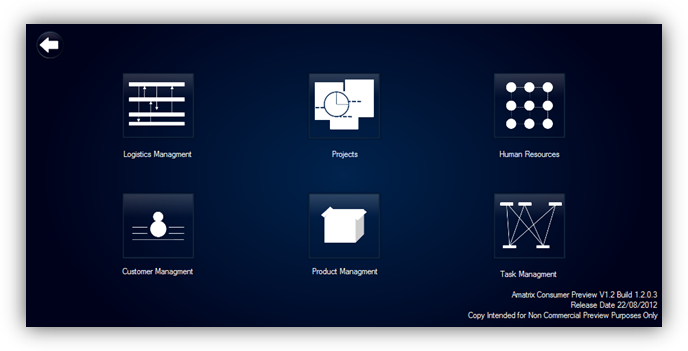 Logistics Managment
Projects
Human Resources
Customer Managment
Product Managment
Task Managment
Amatrix Consumer Preview V1.2 Build 1.2.0.3
Release Date 22/08/2012
Copy Intended for Non Commercial Preview Purposes Only